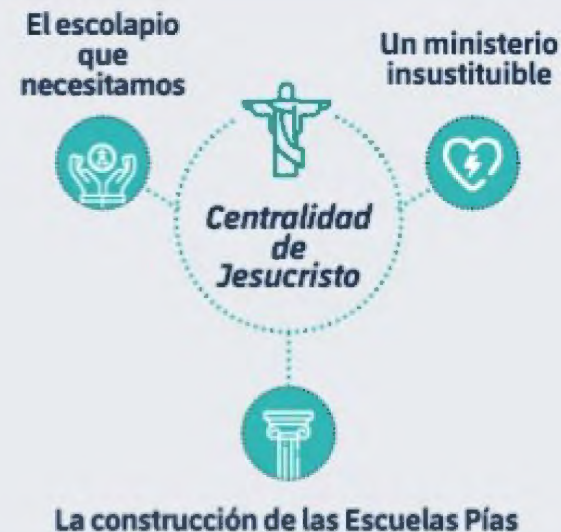 El escolapio
que
necesitamos
Un ministerio
insustituible
Centralidad
de
Jesucristo
La construcción de las Escuelas Pías